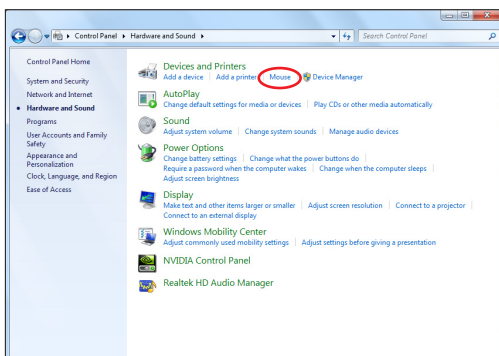 Control Panel ▸ Hardware and Sound ▸
Search Control Panel
Control Panel Home
System and Security
Network and Internet
Hardware and Sound
Programs
User Accounts and Family
Safety
Appearance and
Personalization
Clock, Language, and Region
Ease of Access
Devices and Printers
Add a device | Add a printer | Mouse | Device Manager
AutoPlay
Change default settings for media or devices | Play CDs or other media automatically
Sound
Adjust system volume | Change system sounds | Manage audio devices
Power Options
Change battery settings | Change what the power buttons do |
Require a password when the computer wakes | Change when the computer sleeps |
Adjust screen brightness
Display
Make text and other items larger or smaller | Adjust screen resolution | Connect to a projector |
Connect to an external display
Windows Mobility Center
Adjust commonly used mobility settings | Adjust settings before giving a presentation
NVIDIA Control Panel
Realtek HD Audio Manager